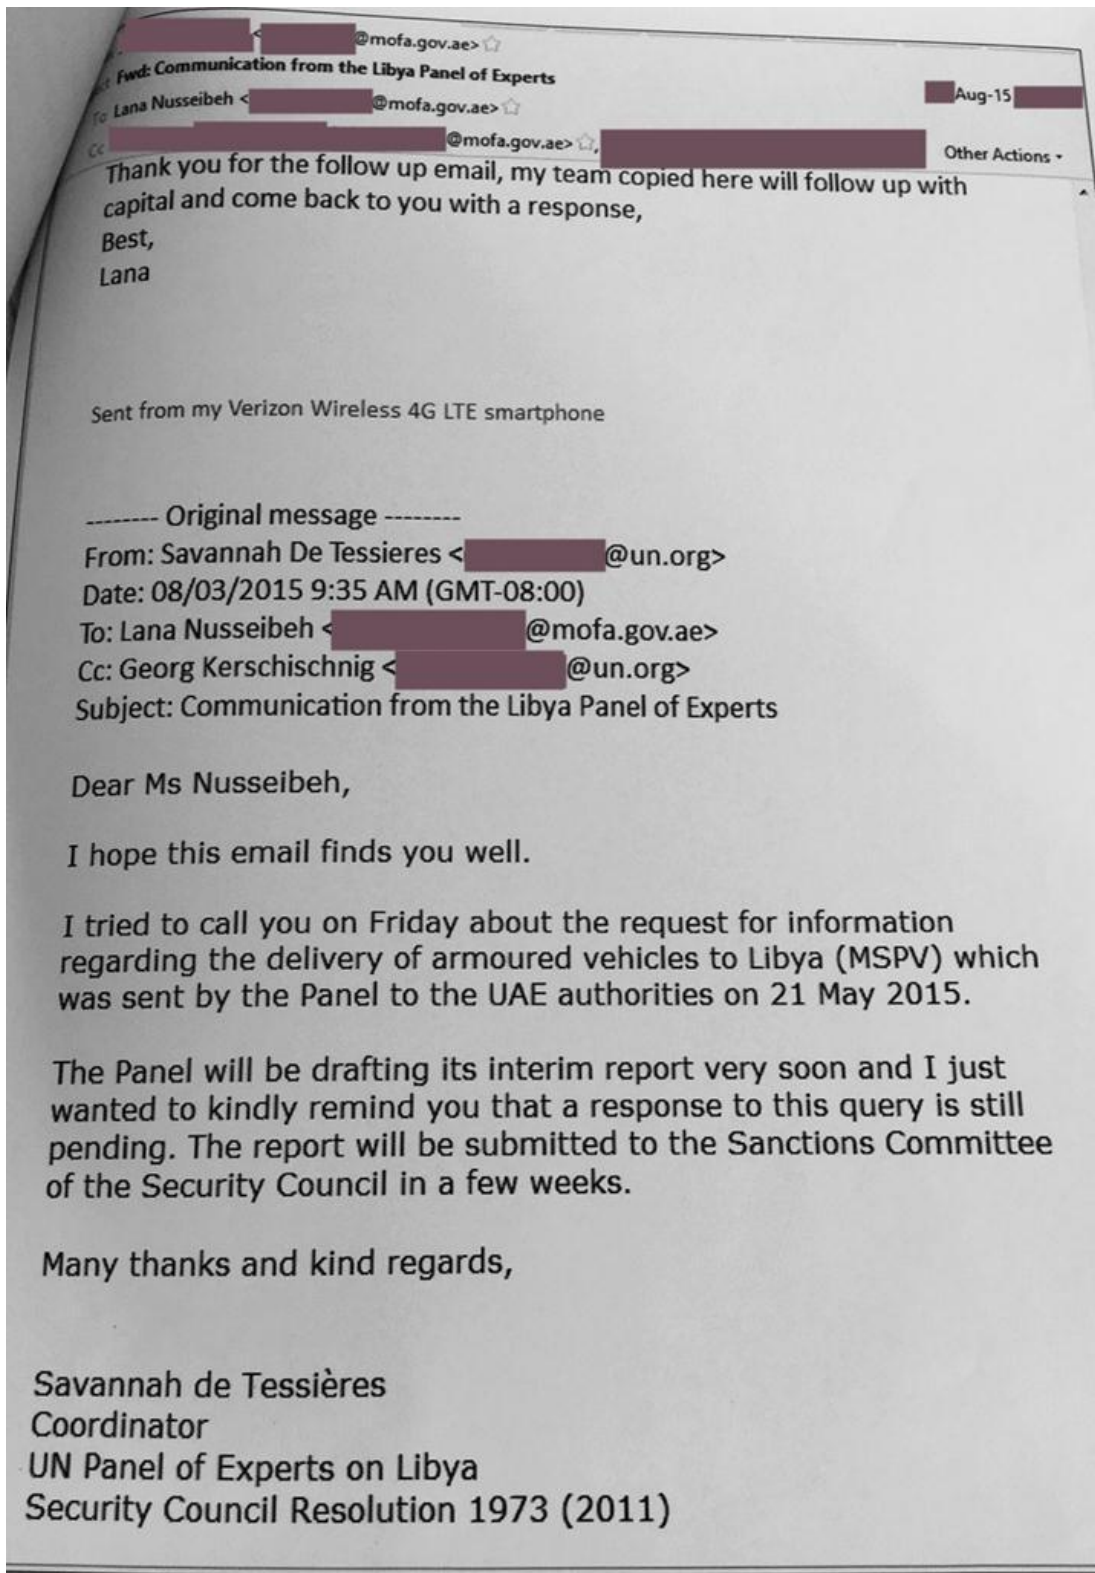 < @mofa.gov.ae>
Fwd: Communication from the Libya Panel of Experts
To Lana Nusseibeh < @mofa.gov.ae>
Aug-15
Cc @mofa.gov.ae>,
Other Actions
Thank you for the follow up email, my team copied here will follow up with
capital and come back to you with a response,
Best,
Lana
Sent from my Verizon Wireless 4G LTE smartphone
-------- Original message --------
From: Savannah De Tessieres < @un.org>
Date: 08/03/2015 9:35 AM (GMT-08:00)
To: Lana Nusseibeh < @mofa.gov.ae>
Cc: Georg Kerschischnig < @un.org>
Subject: Communication from the Libya Panel of Experts
Dear Ms Nusseibeh,
I hope this email finds you well.
I tried to call you on Friday about the request for information
regarding the delivery of armoured vehicles to Libya (MSPV) which
was sent by the Panel to the UAE authorities on 21 May 2015.
The Panel will be drafting its interim report very soon and I just
wanted to kindly remind you that a response to this query is still
pending. The report will be submitted to the Sanctions Committee
of the Security Council in a few weeks.
Many thanks and kind regards,
Savannah de Tessières
Coordinator
UN Panel of Experts on Libya
Security Council Resolution 1973 (2011)